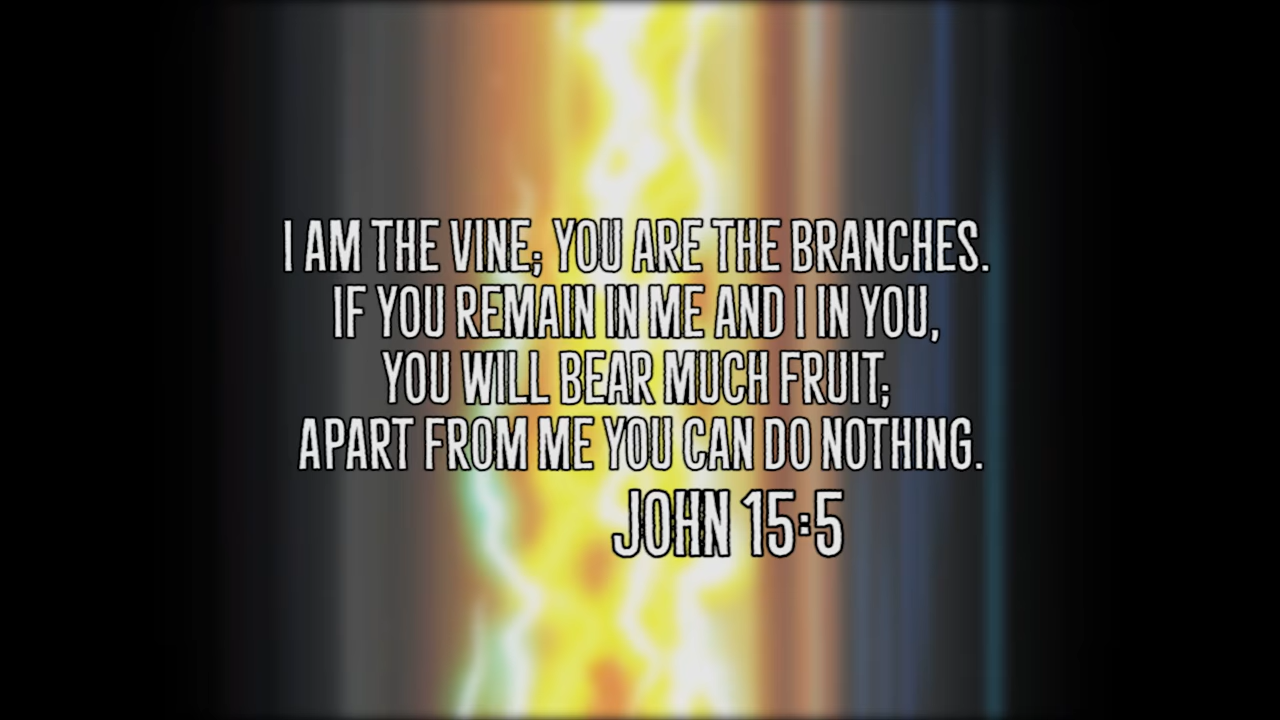 I AM THE VINE; YOU ARE THE BRANCHES.
IF YOU REMAIN IN ME AND I IN YOU,
YOU WILL BEAR MUCH FRUIT;
APART FROM ME YOU CAN DO NOTHING.
JOHN 15:5